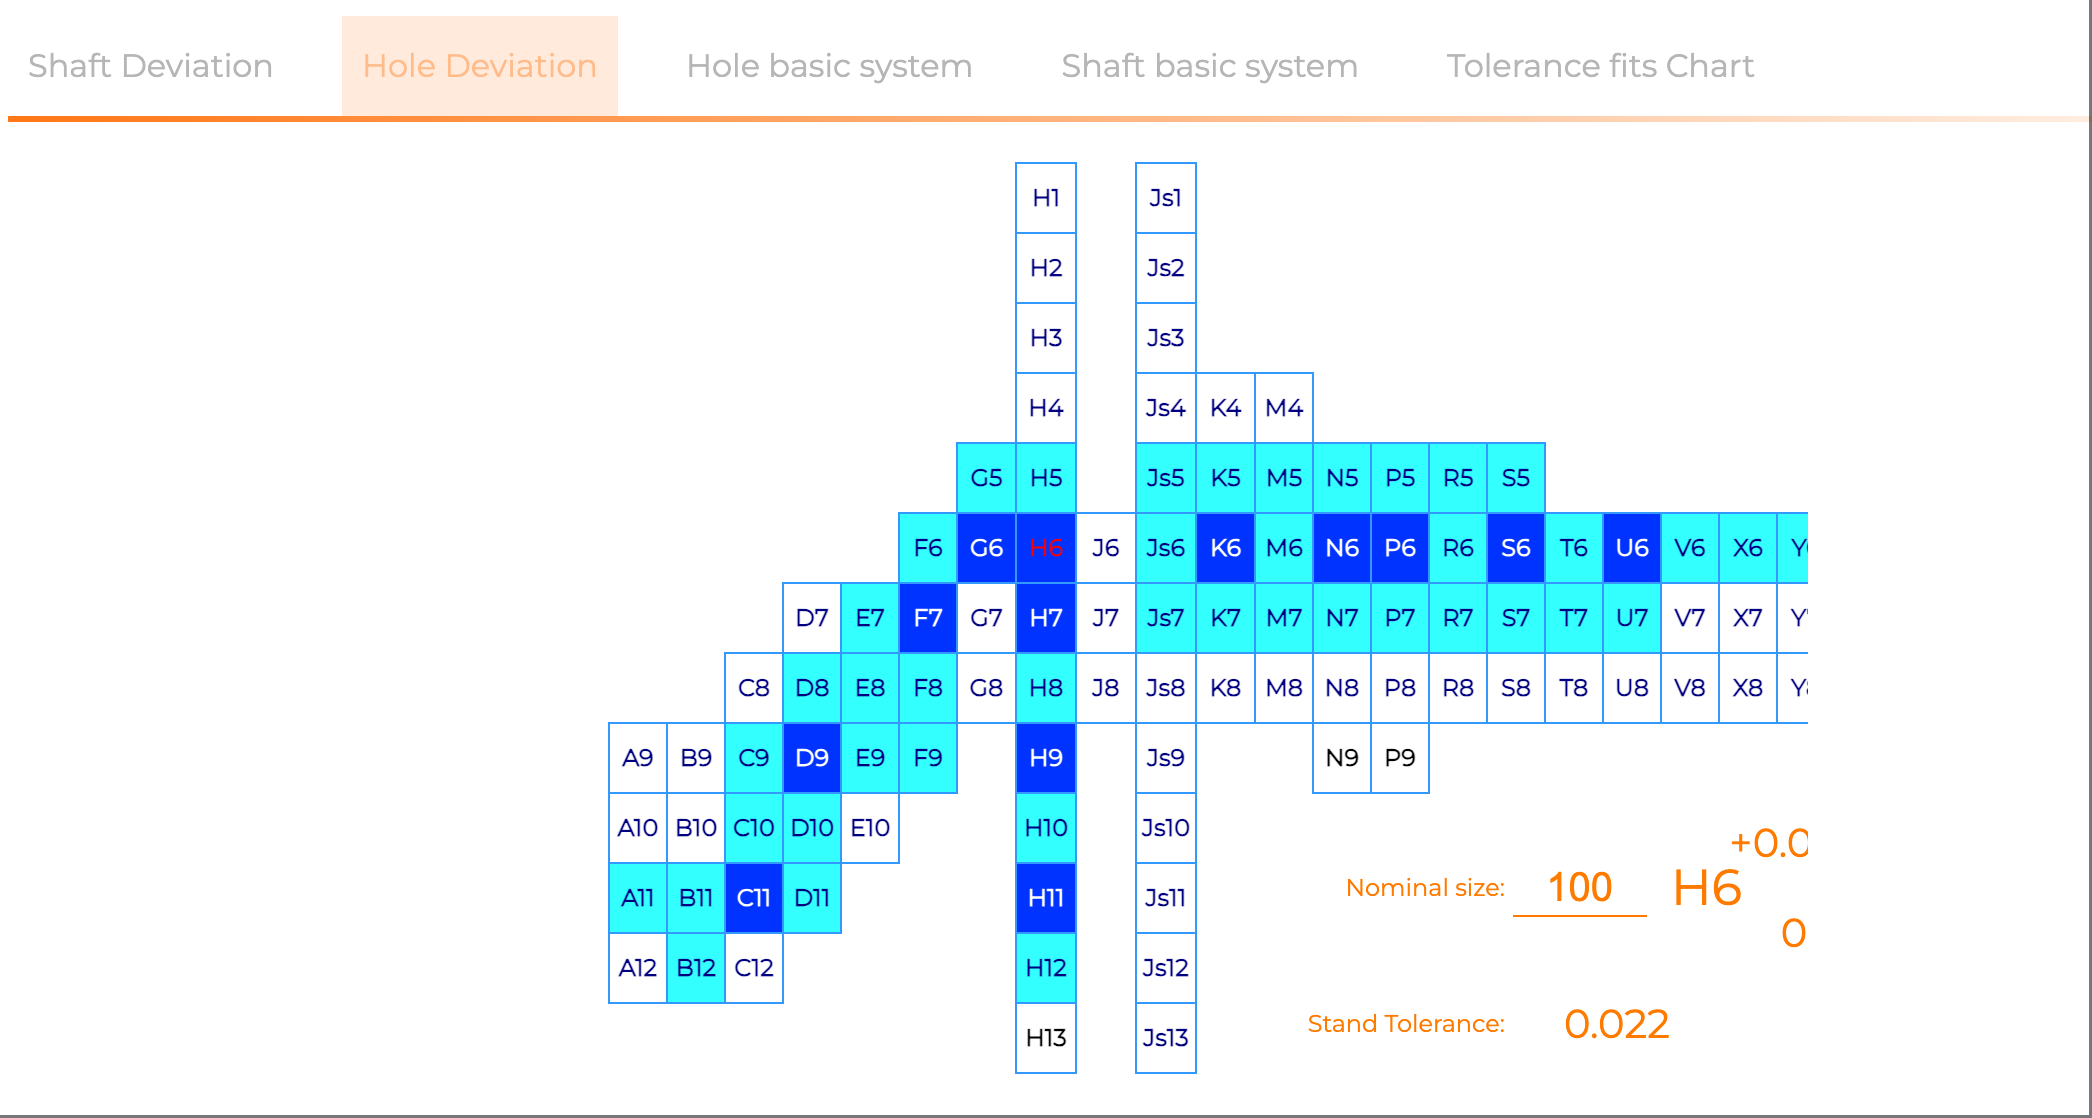 Shaft Deviation Hole Deviation Hole basic system Shaft basic system Tolerance fits Chart
H1 Js1
H2 Js2
H3 Js3
H4 Js4 K4 M4
G5 H5 Js5 K5 M5 N5 P5 R5 S5
F6 G6 H6 J6 Js6 K6 M6 N6 P6 R6 S6 T6 U6 V6 X6
D7 E7 F7 G7 H7 J7 Js7 K7 M7 N7 P7 R7 S7 T7 U7 V7 X7
C8 D8 E8 F8 G8 H8 J8 Js8 K8 M8 N8 P8 R8 S8 T8 U8 V8 X8
A9 B9 C9 D9 E9 F9 H9 Js9 N9 P9
A10 B10 C10 D10 E10 H10 Js10
A11 B11 C11 D11 H11 Js11
A12 B12 C12 H12 Js12
H13 Js13
+0.0
Nominal size: 100 H6
0
Stand Tolerance: 0.022